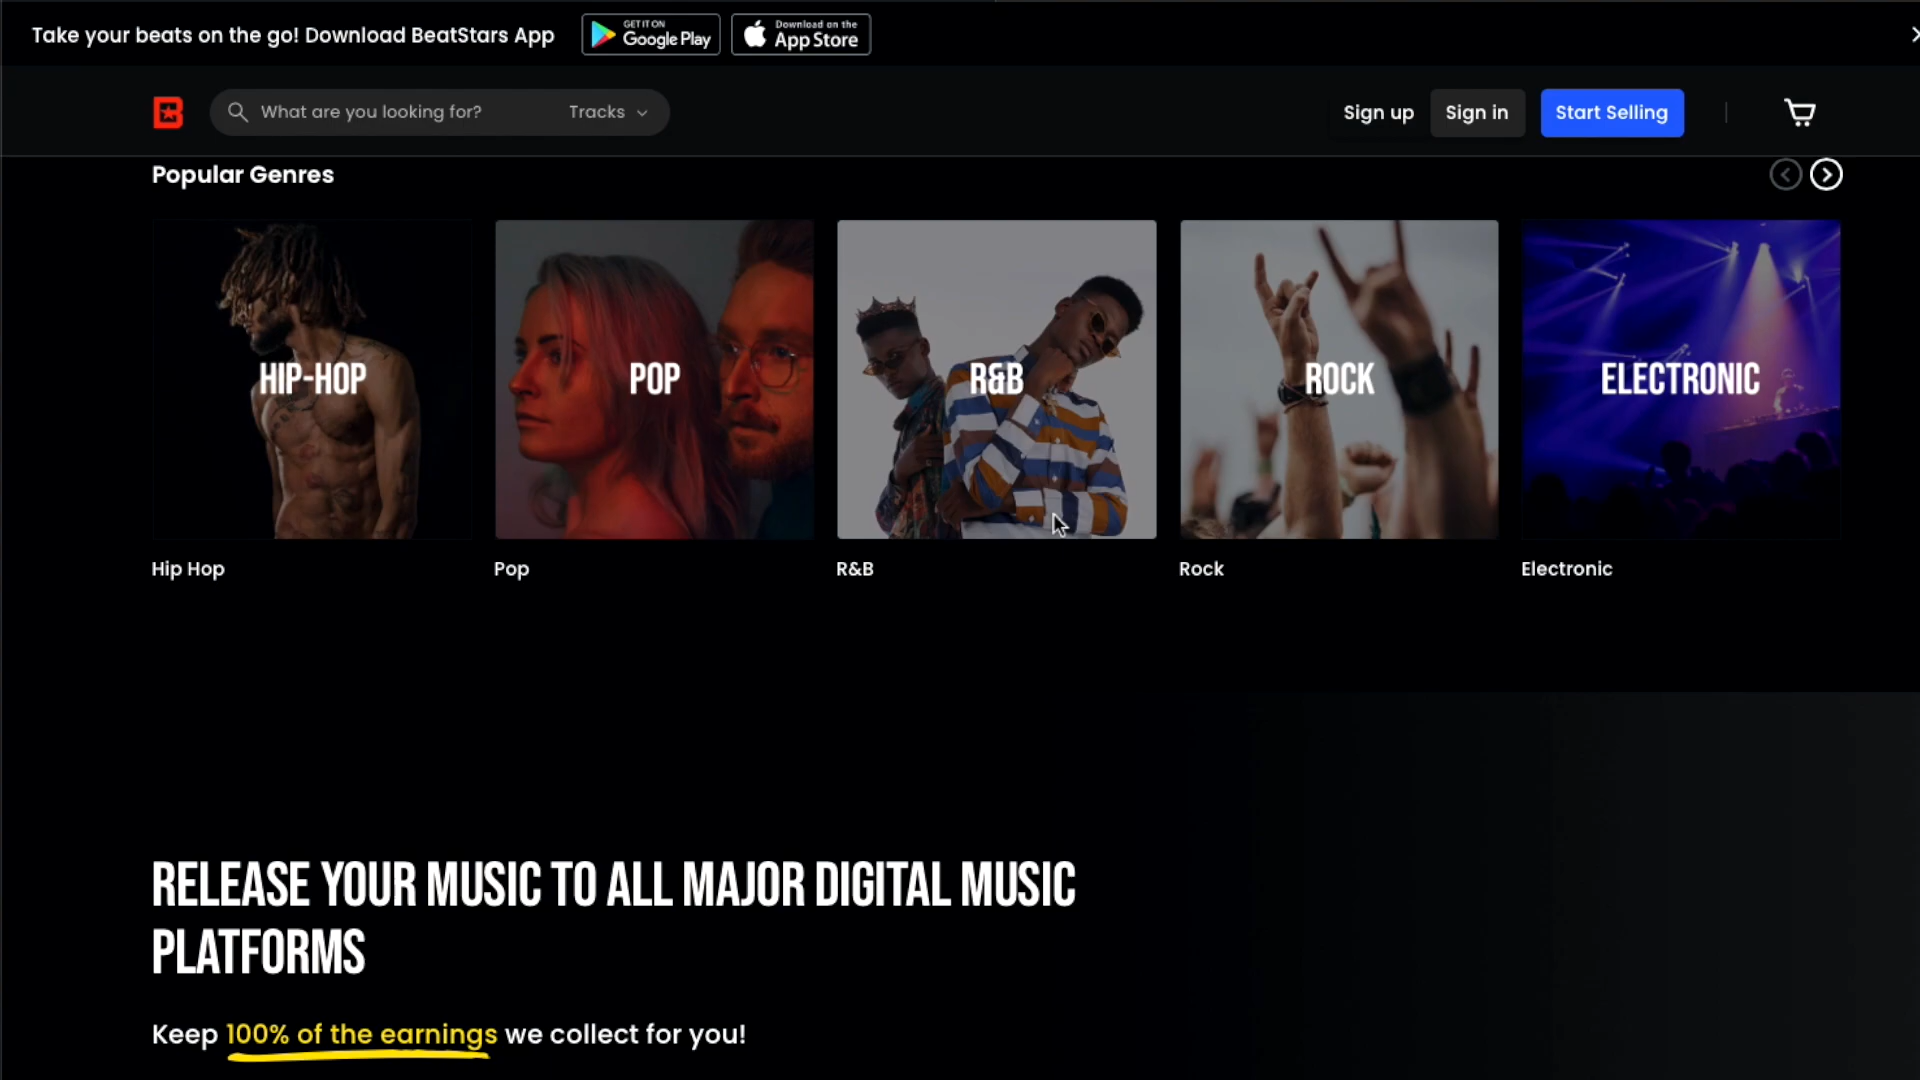 Take your beats on the go! Download BeatStars App
GET IT ON
Google Play
Download on the
App Store
What are you looking for?
Tracks
Sign up
Sign in
Start Selling
Popular Genres
HIP-HOP
POP
R&B
ROCK
ELECTRONIC
Hip Hop
Pop
R&B
Rock
Electronic
RELEASE YOUR MUSIC TO ALL MAJOR DIGITAL MUSIC
PLATFORMS
Keep 100% of the earnings we collect for you!